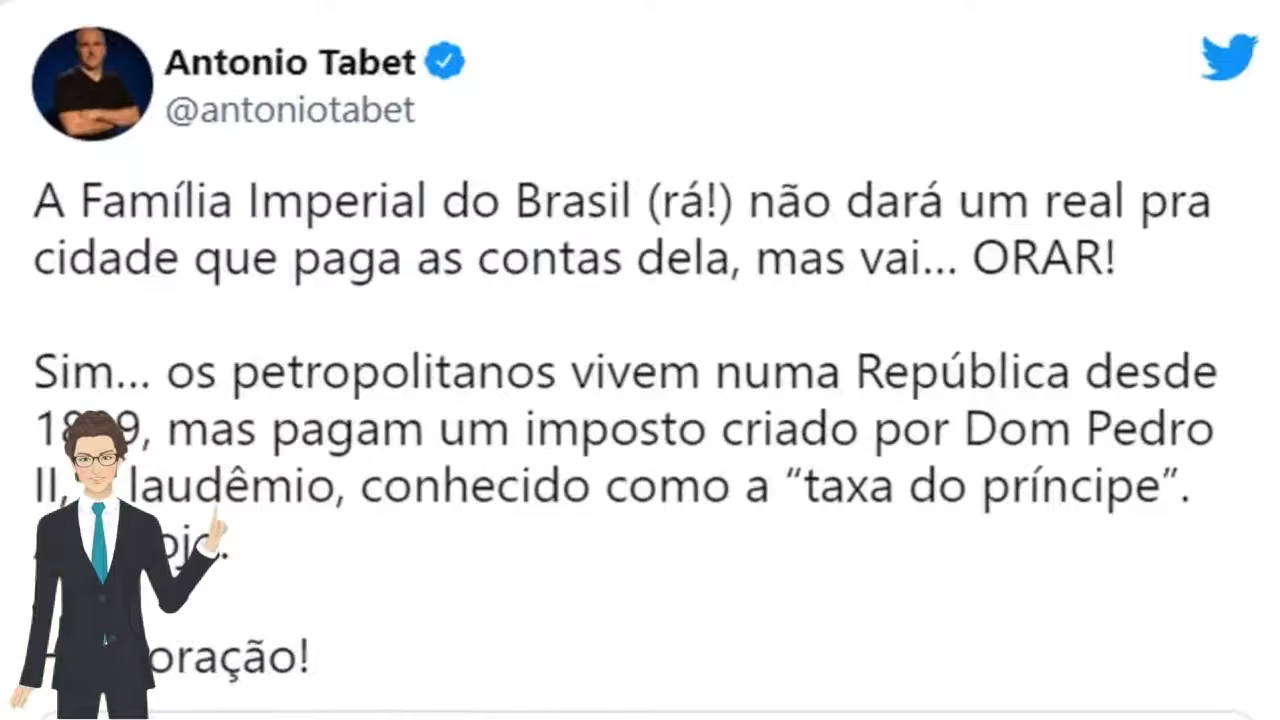 Antonio Tabet
@antoniotabet
A Família Imperial do Brasil (rá!) não dará um real pra
cidade que paga as contas dela, mas vai... ORAR!
Sim... os petropolitanos vivem numa República desde
mas pagam um imposto criado por Dom Pedro
II, laudêmio, conhecido como a “taxa do príncipe”.
oração!